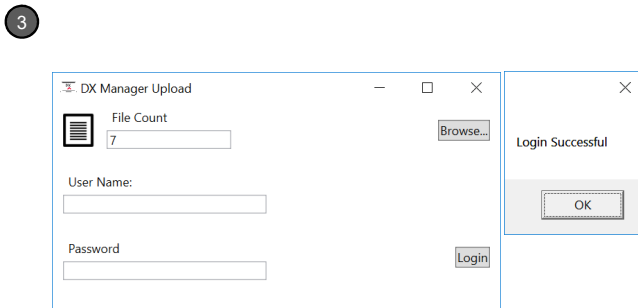 3
DX Manager Upload
File Count
7
Browse...
User Name:
Password
Login
Login Successful
OK